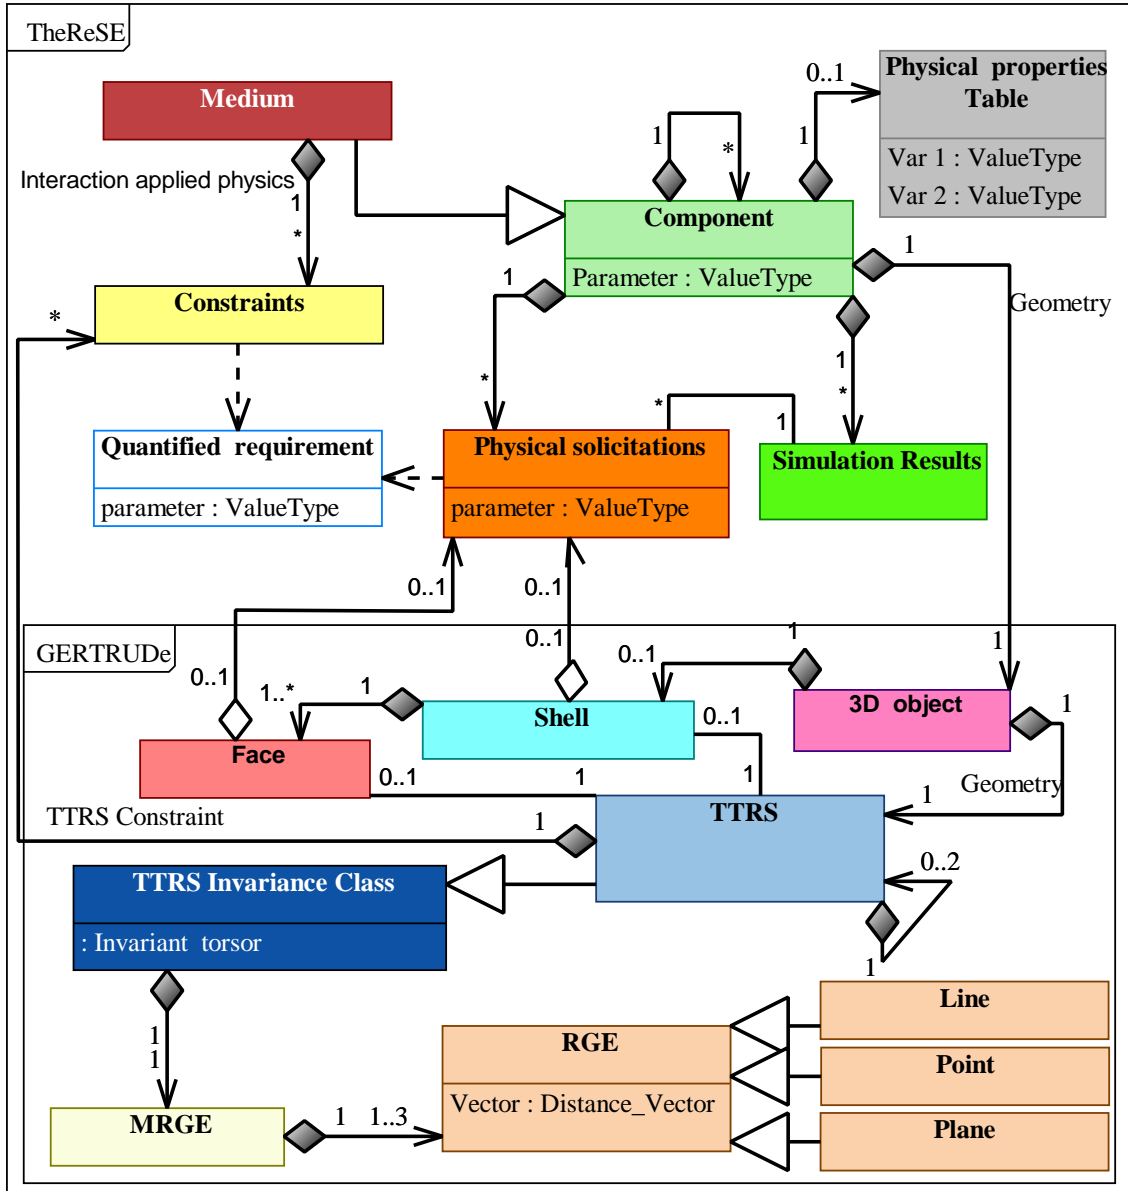 TheReSE
Medium
Physical properties
Table
Var 1 : ValueType
Var 2 : ValueType
0..1
1
1
*
Interaction applied physics
1
*
Component
Parameter : ValueType
1
Geometry
1
1
*
1
*
Constraints
*
Quantified requirement
parameter : ValueType
Physical solicitations
parameter : ValueType
*
1
Simulation Results
0..1
0..1
GERTRUDe
0..1
0..1
1
0..1
1
1..*
1
Shell
3D object
1
Face
0..1
0..1
1
1
Geometry
1
TTRS Constraint
1
TTRS
0..2
1
TTRS Invariance Class
: Invariant torsor
1
1
MRGE
1
1..3
RGE
Vector : Distance_Vector
Line
Point
Plane